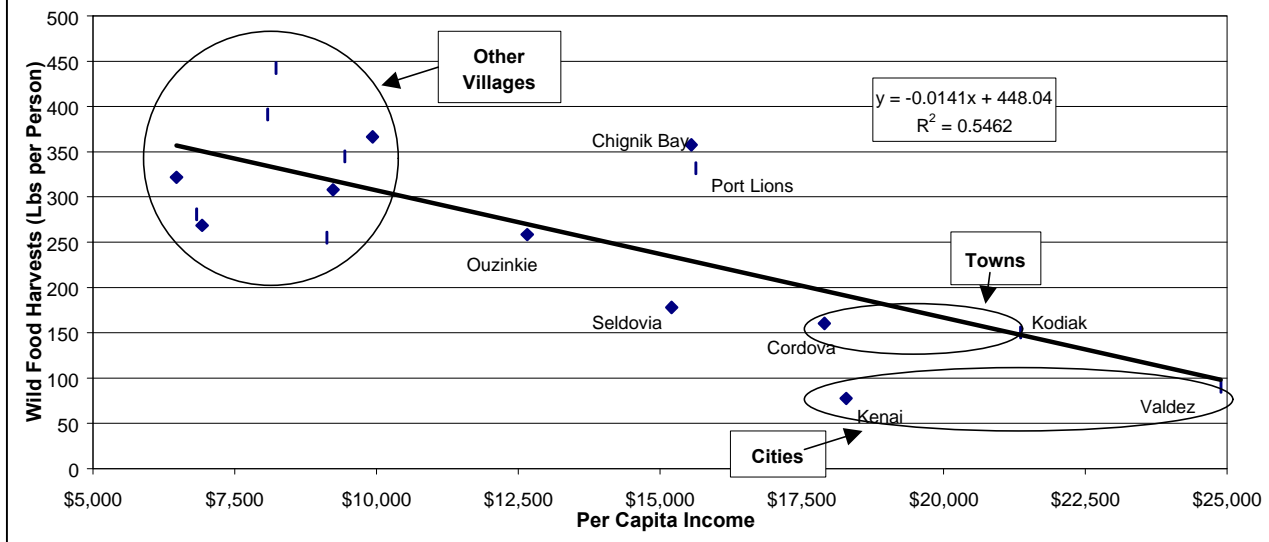 500
450
400
350
300
250
200
150
100
50
0
Wild Food Harvests (Lbs per Person)
Other
Villages
y = -0.0141x + 448.04
R² = 0.5462
Chignik Bay
Port Lions
Ouzinkie
Towns
Seldovia
Kodiak
Cordova
Valdez
Kenai
Cities
$5,000 $7,500 $10,000 $12,500 $15,000 $17,500 $20,000 $22,500 $25,000
Per Capita Income